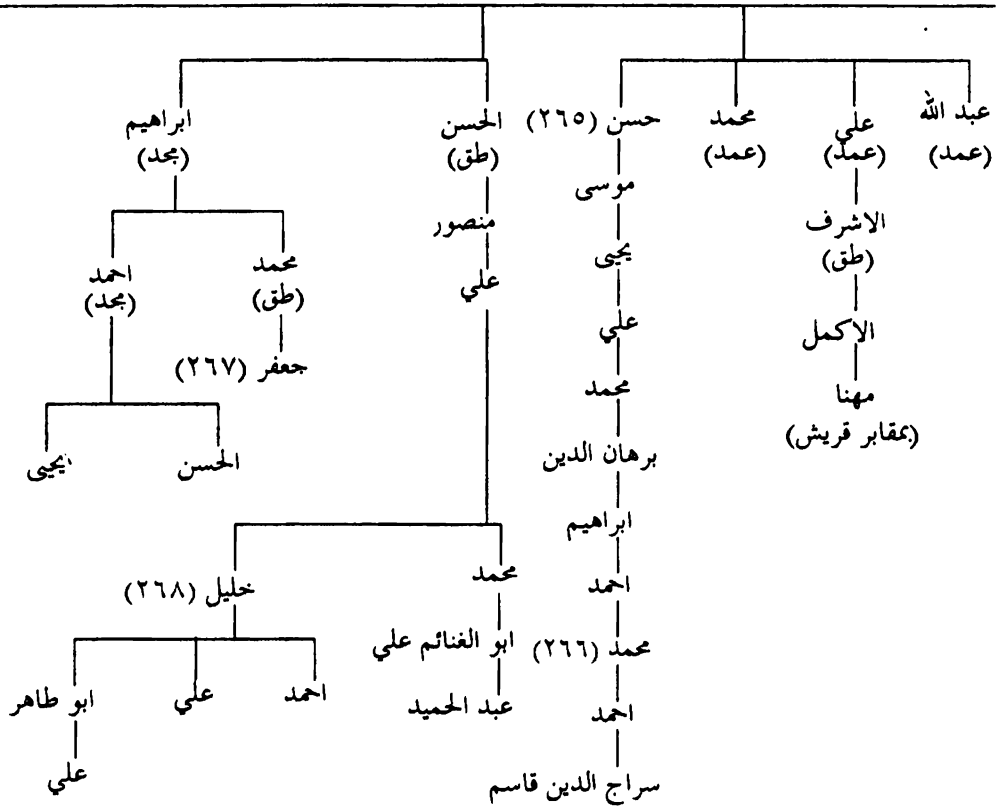 عبد الله
(عمد)
علي
(عمد)
الاشرف
(طق)
الاكمل
مهنا
(بمقابر قريش)
محمد
(عمد)
حسن (٢٦٥)
موسى
يحيى
علي
محمد
برهان الدين
ابراهيم
احمد
محمد (٢٦٦)
احمد
سراج الدين قاسم
الحسن
(طق)
منصور
علي
محمد
ابو الغنائم علي
عبد الحميد
خليل (٢٦٨)
احمد
علي
ابو طاهر
علي
ابراهيم
(مجد)
محمد
(طق)
جعفر (٢٦٧)
احمد
(مجد)
الحسن
يحيى